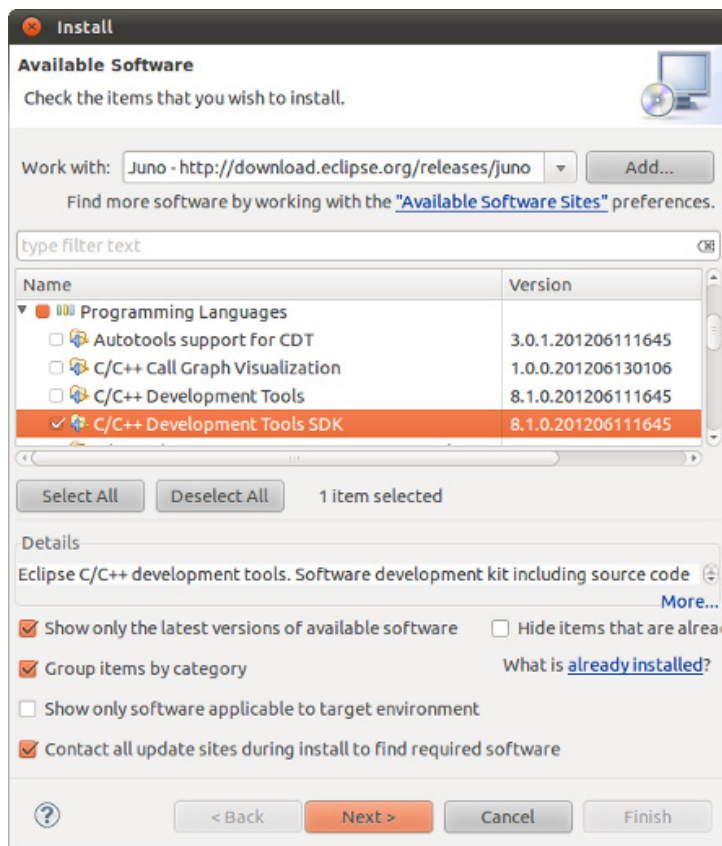 Install
Available Software
Check the items that you wish to install.
Work with: Juno - http://download.eclipse.org/releases/juno Add...
Find more software by working with the "Available Software Sites" preferences.
type filter text
Name Version
Programming Languages
Autotools support for CDT 3.0.1.201206111645
C/C++ Call Graph Visualization 1.0.0.201206130106
C/C++ Development Tools 8.1.0.201206111645
C/C++ Development Tools SDK 8.1.0.201206111645
Select All Deselect All 1 item selected
Details
Eclipse C/C++ development tools. Software development kit including source code
More...
Show only the latest versions of available software Hide items that are alrea
Group items by category What is already installed?
Show only software applicable to target environment
Contact all update sites during install to find required software
< Back Next > Cancel Finish